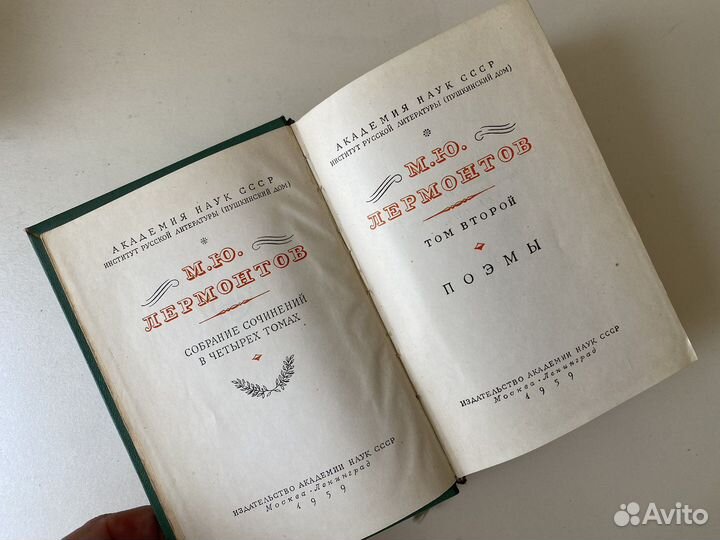 АКАДЕМИЯ НАУК СССР
ИНСТИТУТ РУССКОЙ ЛИТЕРАТУРЫ (ПУШКИНСКИЙ ДОМ)
М.Ю.
ЛЕРМОНТОВ
СОБРАНИЕ СОЧИНЕНИЙ
В ЧЕТЫРЕХ ТОМАХ
ИЗДАТЕЛЬСТВО АКАДЕМИИ НАУК СССР
Москва - Ленинград
1959
АКАДЕМИЯ НАУК СССР
ИНСТИТУТ РУССКОЙ ЛИТЕРАТУРЫ (ПУШКИНСКИЙ ДОМ)
М.Ю.
ЛЕРМОНТОВ
ТОМ ВТОРОЙ
ПОЭМЫ
ИЗДАТЕЛЬСТВО АКАДЕМИИ НАУК СССР
Москва - Ленинград
1959
Avito